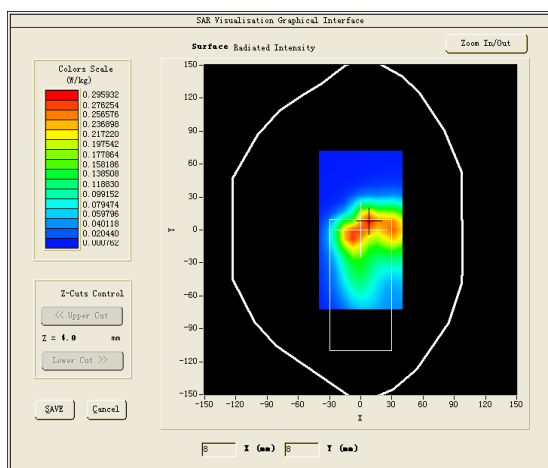 SAR Visualisation Graphical Interface
Surface Radiated Intensity
Zoom In/Out
Colors Scale
(W/kg)
0.295932
0.276254
0.256576
0.236898
0.217220
0.197542
0.177864
0.158186
0.138508
0.118830
0.099152
0.079474
0.059796
0.040118
0.020440
0.000762
150
120
90
60
30
0
-30
-60
-90
-120
-150
Y
-150 -120 -90 -60 -30 0 30 60 90 120 150
X
Z-Cuts Control
<< Upper Cut
Z = 4.0 mm
Lower Cut >>
SAVE Cancel
8 X (mm) 8 Y (mm)